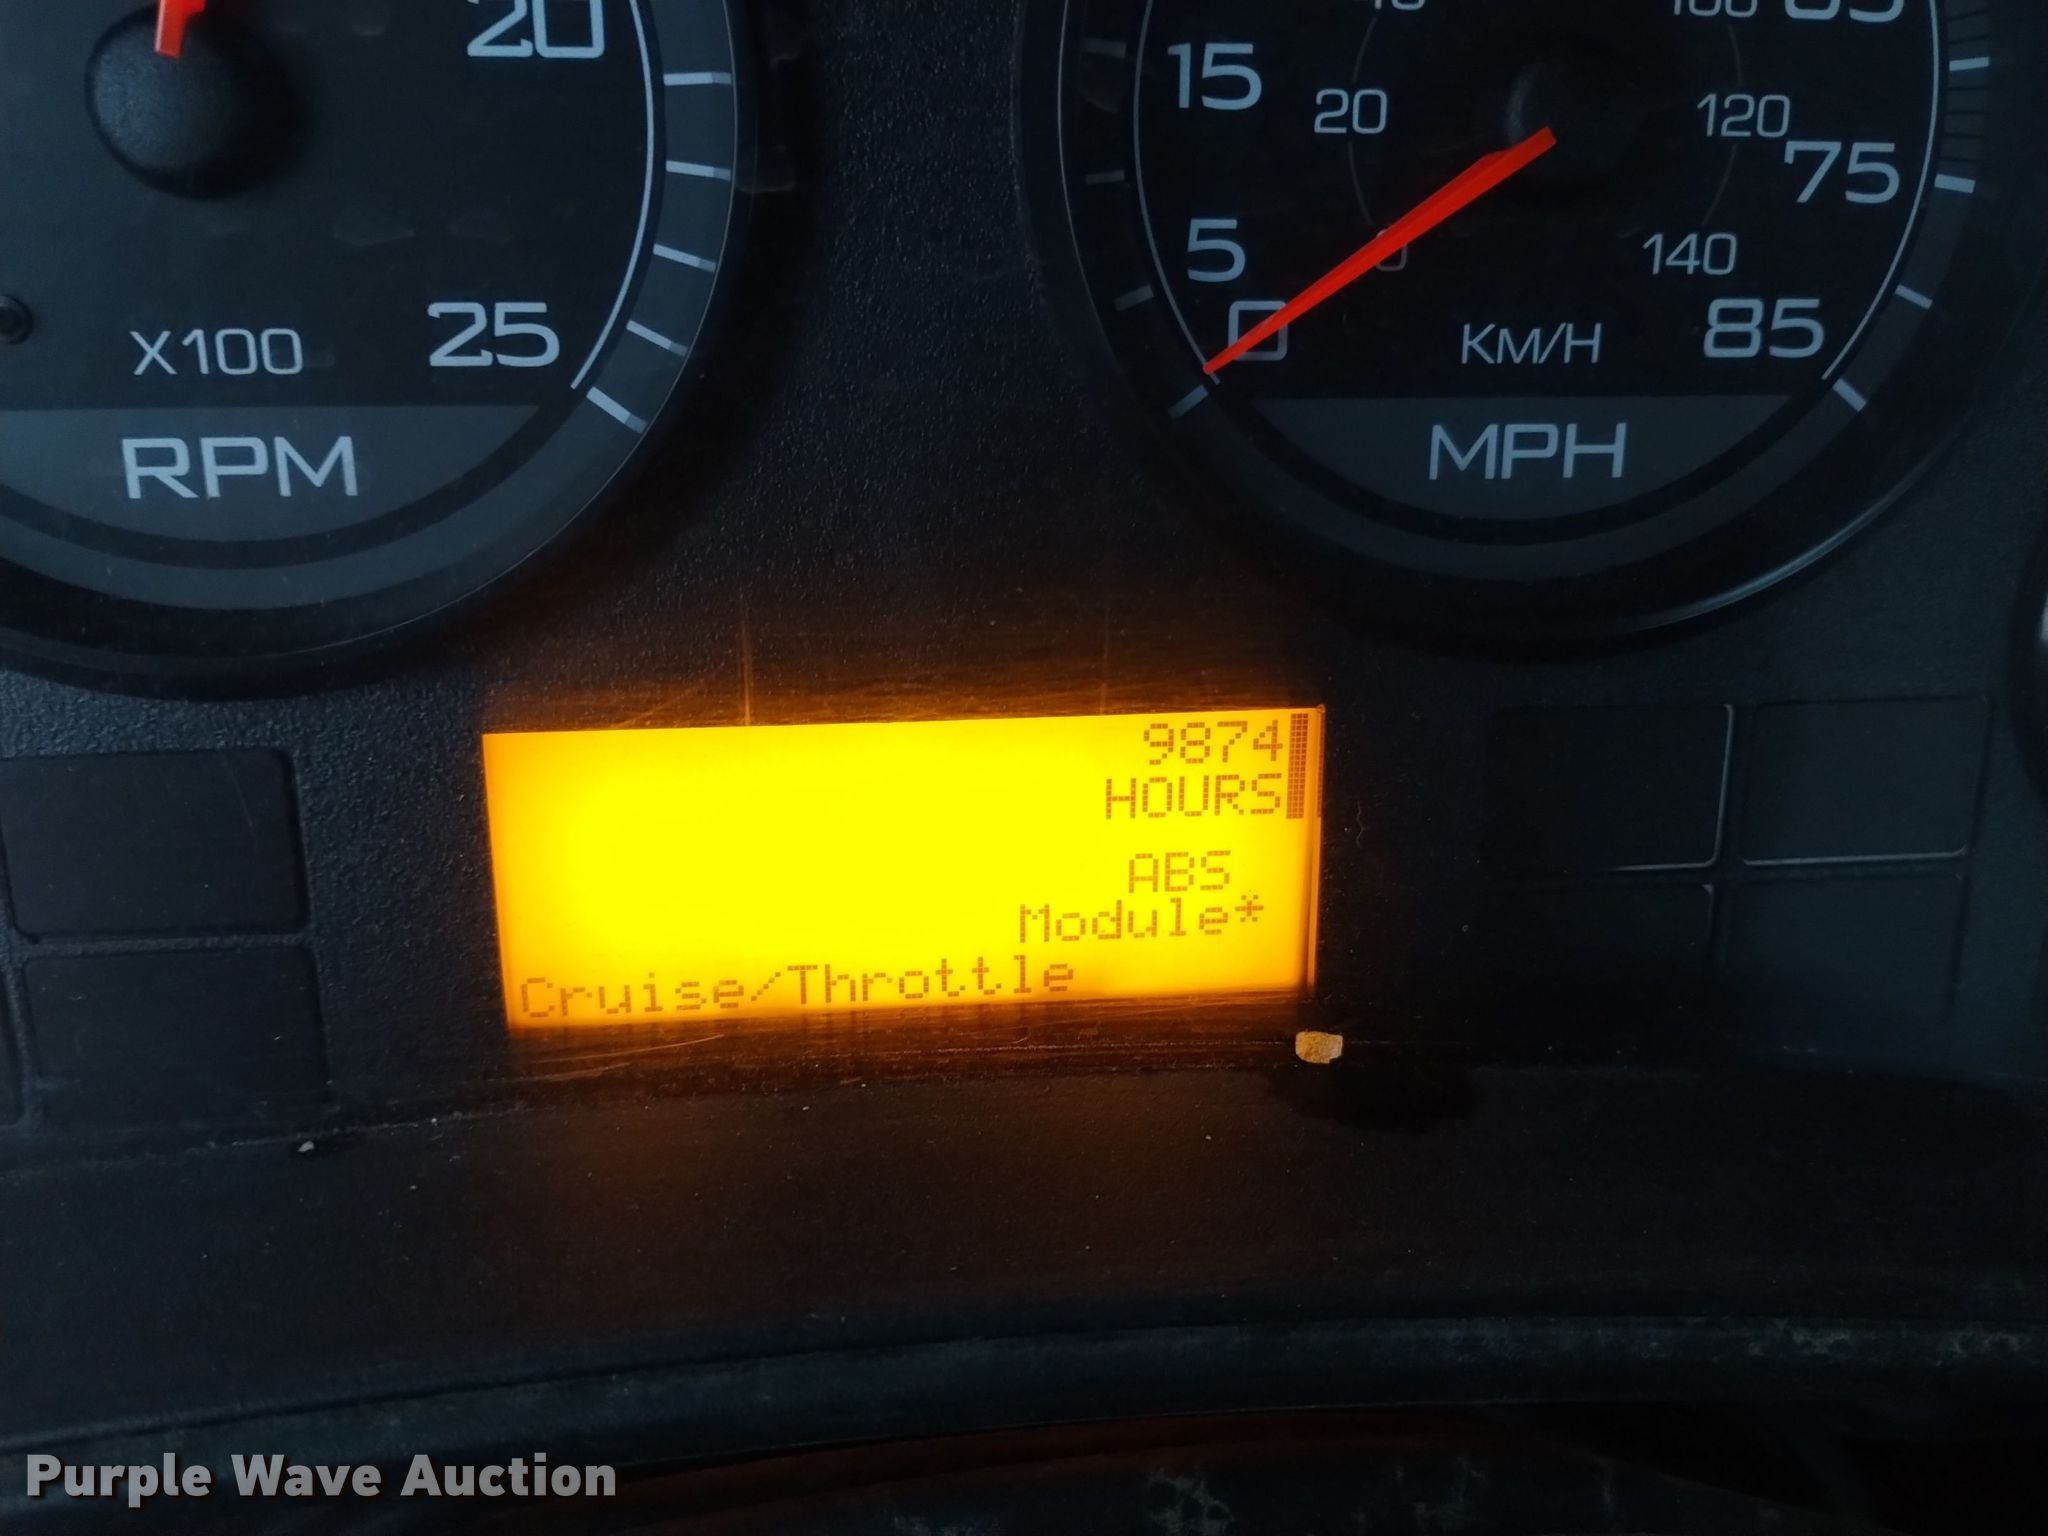 20
25
X100
RPM
15
5
0
20
0
120
140
75
85
KM/H
MPH
9874
HOURS
ABS
Module*
Cruise/Throttle
Purple Wave Auction